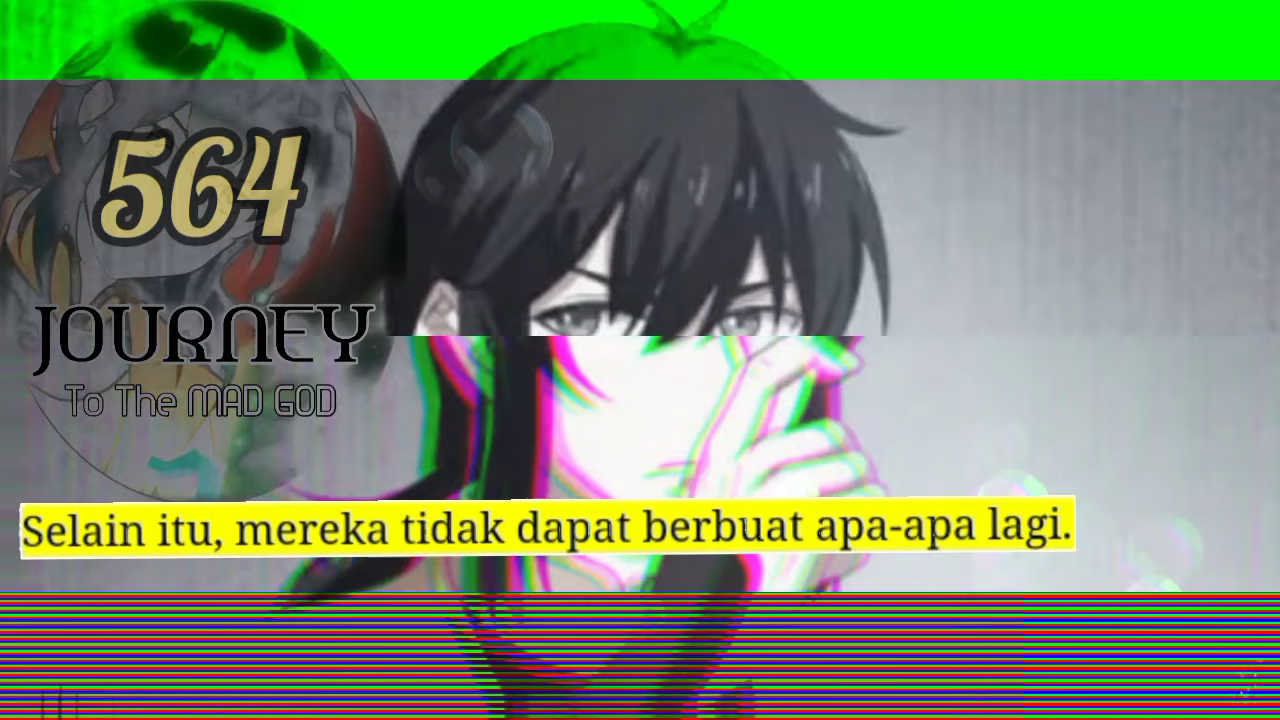 564
JOURNEY
To The MAD GOD
Selain itu, mereka tidak dapat berbuat apa-apa lagi.